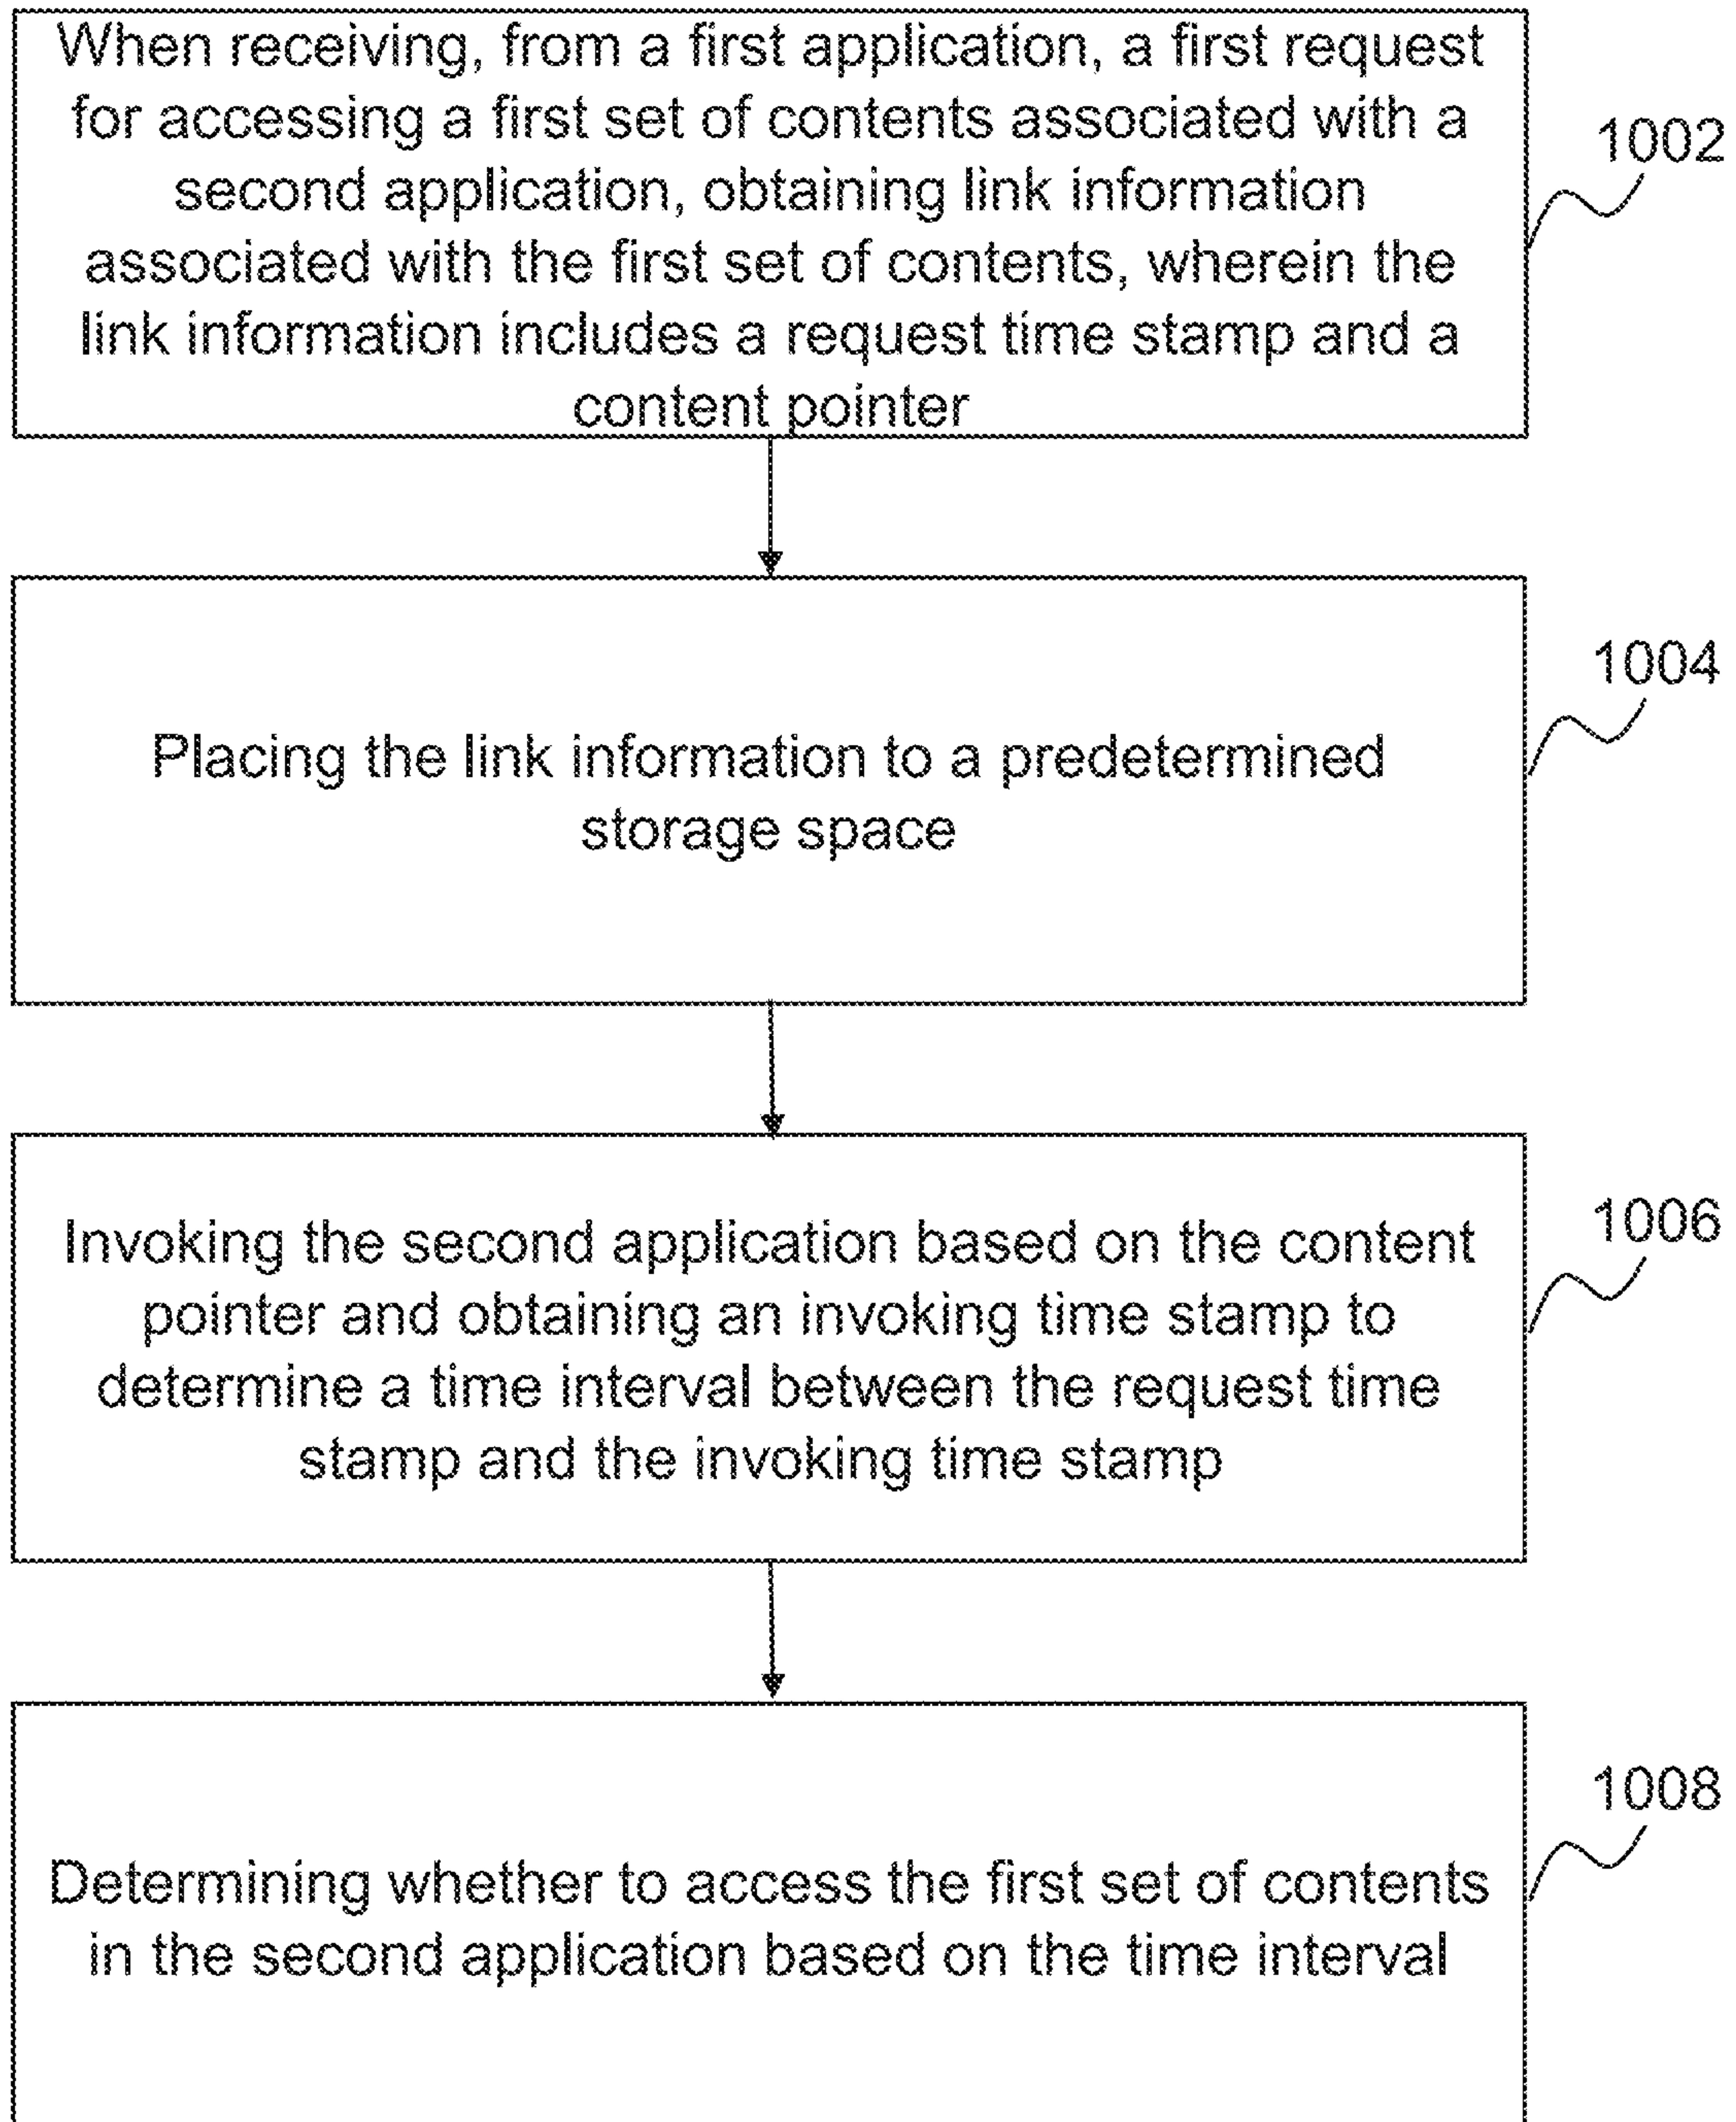 When receiving, from a first application, a first request
for accessing a first set of contents associated with a
second application, obtaining link information
associated with the first set of contents, wherein the
link information includes a request time stamp and a
content pointer
1002
Placing the link information to a predetermined
storage space
1004
Invoking the second application based on the content
pointer and obtaining an invoking time stamp to
determine a time interval between the request time
stamp and the invoking time stamp
1006
Determining whether to access the first set of contents
in the second application based on the time interval
1008